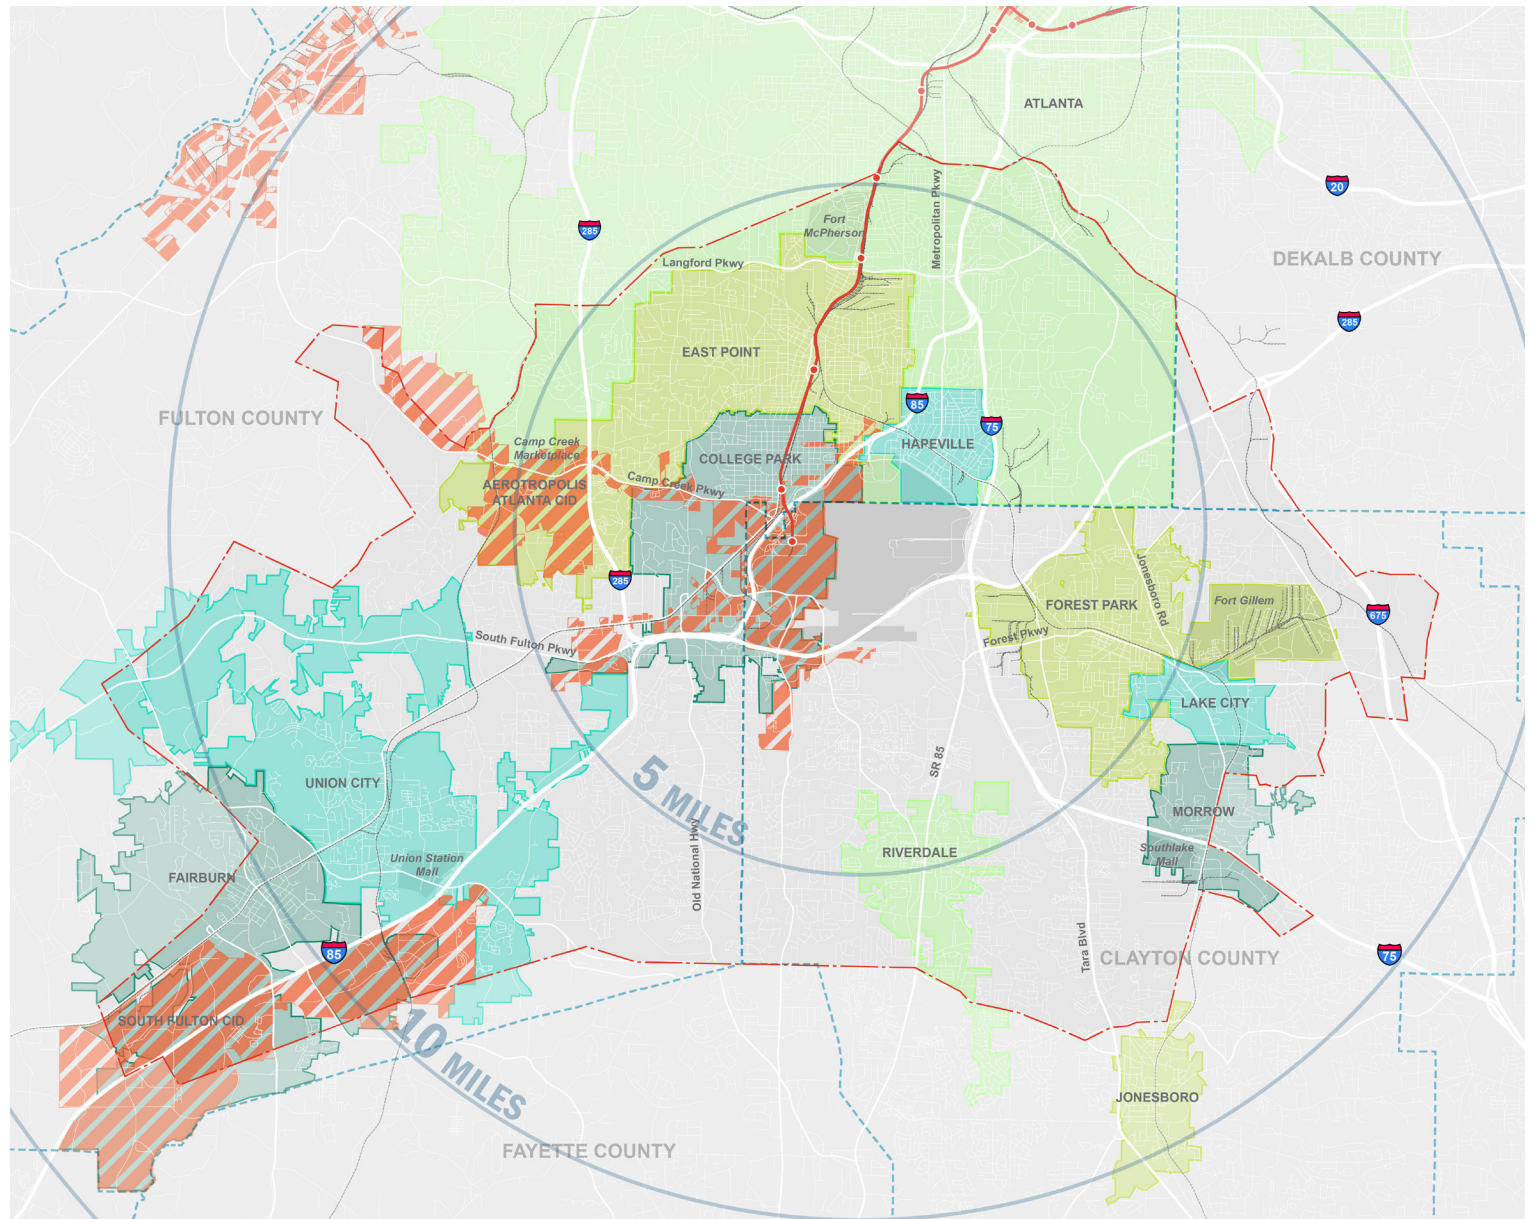 ATLANTA
20
Fort
McPherson
Metropolitan Pkwy
285
DEKALB COUNTY
Langford Pkwy
285
EAST POINT
85
75
FULTON COUNTY
HAPEVILLE
Camp Creek
Marketplace
COLLEGE PARK
AEROTROPOLIS
ATLANTA CID
Camp Creek Pkwy
285
Jonesboro Rd
FOREST PARK
Fort Gillem
675
South Fulton Pkwy
Forest Pkwy
LAKE CITY
SR 85
UNION CITY
5 MILES
MORROW
Union Station
Mall
Old National Hwy
RIVERDALE
Southlake
Mall
FAIRBURN
85
Tara Blvd
CLAYTON COUNTY
75
SOUTH FULTON CID
10 MILES
JONESBORO
FAYETTE COUNTY